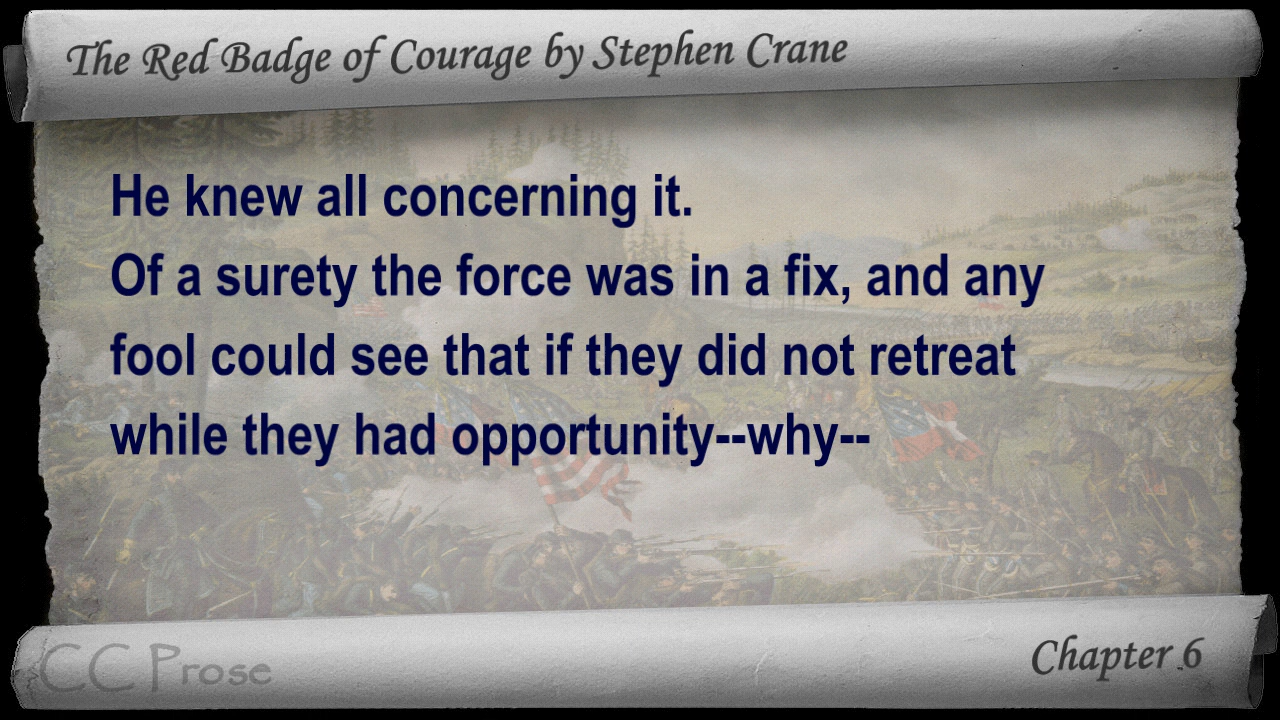 The Red Badge of Courage by Stephen Crane
He knew all concerning it.
Of a surety the force was in a fix, and any
fool could see that if they did not retreat
while they had opportunity--why--
CC Prose
Chapter 6